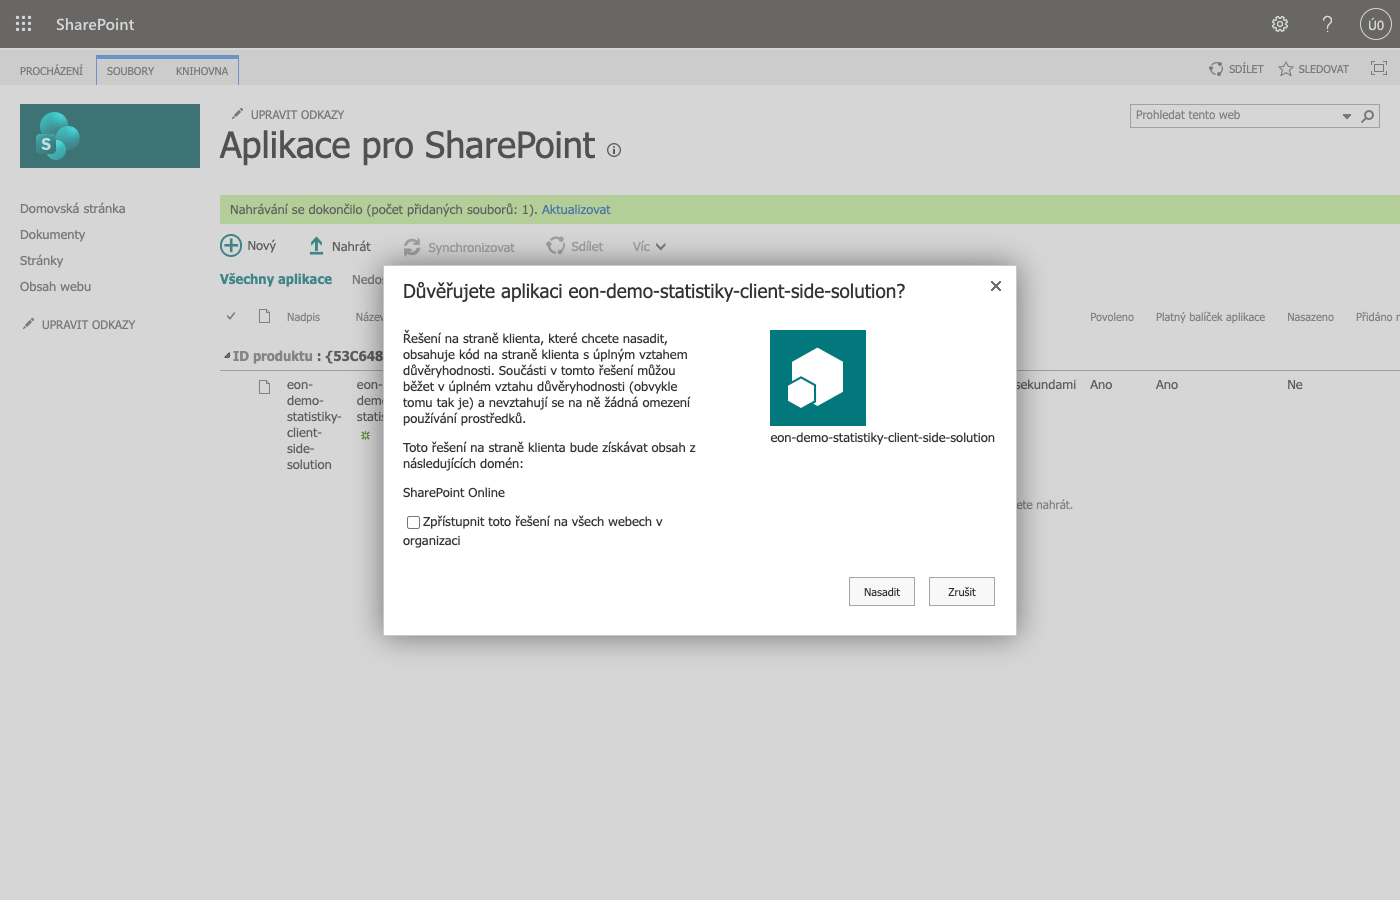 SharePoint
Ú0
PROCHÁZENÍ
SOUBORY
KNIHOVNA
SDÍLET
SLEDOVAT
S
UPRAVIT ODKAZY
Aplikace pro SharePoint
Prohledat tento web
Domovská stránka
Dokumenty
Stránky
Obsah webu
UPRAVIT ODKAZY
Nahrávání se dokončilo (počet přidaných souborů: 1). Aktualizovat
Nový
Nahrát
Synchronizovat
Sdílet
Víc
Všechny aplikace
Nadpis
Povoleno
Platný balíček aplikace
Nasazeno
Přidáno
ID produktu : {53C648
eon-
demo-
statistiky-
client-
side-
solution
eon-
sekundami
Ano
Ano
Ne
nahrát.
Důvěřujete aplikaci eon-demo-statistiky-client-side-solution?
Řešení na straně klienta, které chcete nasadit,
obsahuje kód na straně klienta s úplným vztahem
důvěryhodnosti. Součásti v tomto řešení můžou
běžet v úplném vztahu důvěryhodnosti (obvykle
tomu tak je) a nevztahují se na ně žádná omezení
používání prostředků.
Toto řešení na straně klienta bude získávat obsah z
následujících domén:
SharePoint Online
Zpřístupnit toto řešení na všech webech v
organizaci
eon-demo-statistiky-client-side-solution
Nasadit
Zrušit